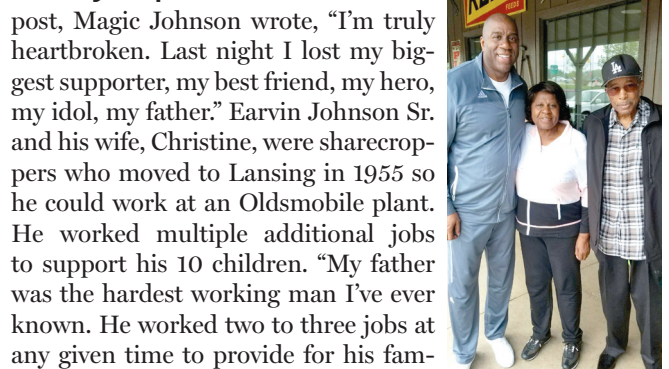 post, Magic Johnson wrote, “I’m truly
heartbroken. Last night I lost my big-
gest supporter, my best friend, my hero,
my idol, my father.” Earvin Johnson Sr.
and his wife, Christine, were sharecrop-
pers who moved to Lansing in 1955 so
he could work at an Oldsmobile plant.
He worked multiple additional jobs
to support his 10 children. “My father
was the hardest working man I’ve ever
known. He worked two to three jobs at
any given time to provide for his fam-
FEEDS
LA